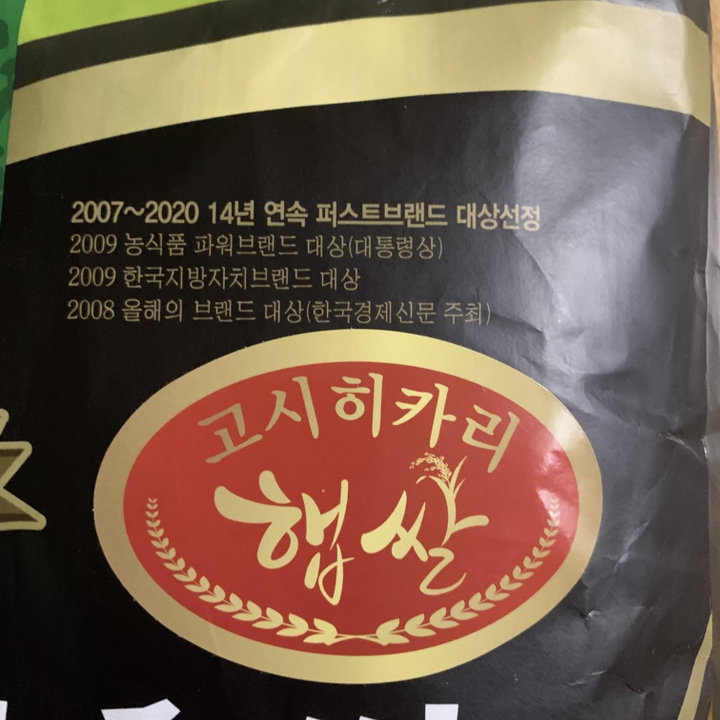 2007~2020 14년 연속 퍼스트브랜드 대상선정
2009 농식품 파워브랜드 대상(대통령상)
2009 한국지방자치브랜드 대상
2008 올해의 브랜드 대상(한국경제신문 주최)
고시히카리
햅쌀